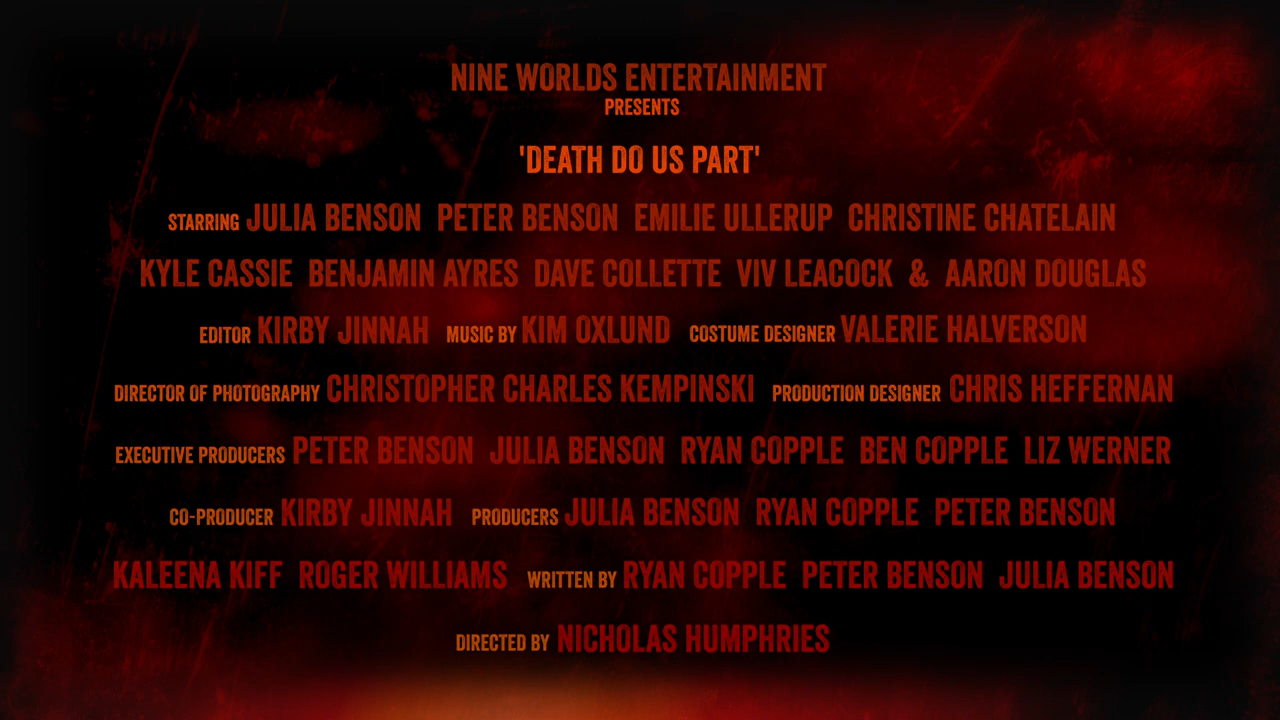 NINE WORLDS ENTERTAINMENT
PRESENTS
'DEATH DO US PART'
STARRING JULIA BENSON PETER BENSON EMILIE ULLERUP CHRISTINE CHATELAIN
KYLE CASSIE BENJAMIN AYRES DAVE COLLETTE VIV LEACOCK & AARON DOUGLAS
EDITOR KIRBY JINNAH MUSIC BY KIM OXLUND COSTUME DESIGNER VALERIE HALVERSON
DIRECTOR OF PHOTOGRAPHY CHRISTOPHER CHARLES KEMPINSKI PRODUCTION DESIGNER CHRIS HEFFERNAN
EXECUTIVE PRODUCERS PETER BENSON JULIA BENSON RYAN COPPLE BEN COPPLE LIZ WERNER
CO-PRODUCER KIRBY JINNAH PRODUCERS JULIA BENSON RYAN COPPLE PETER BENSON
KALEENA KIFF ROGER WILLIAMS WRITTEN BY RYAN COPPLE PETER BENSON JULIA BENSON
DIRECTED BY NICHOLAS HUMPHRIES